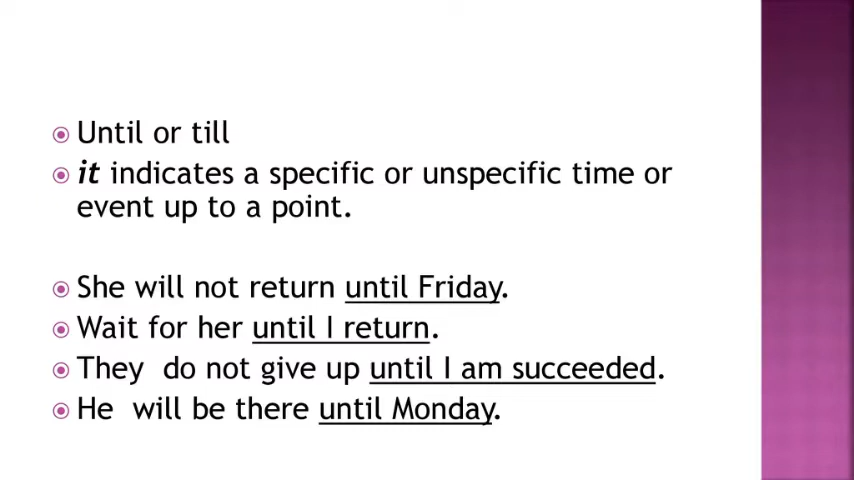 Until or till
it indicates a specific or unspecific time or
event up to a point.
She will not return until Friday.
Wait for her until I return.
They  do not give up until I am succeeded.
He  will be there until Monday.